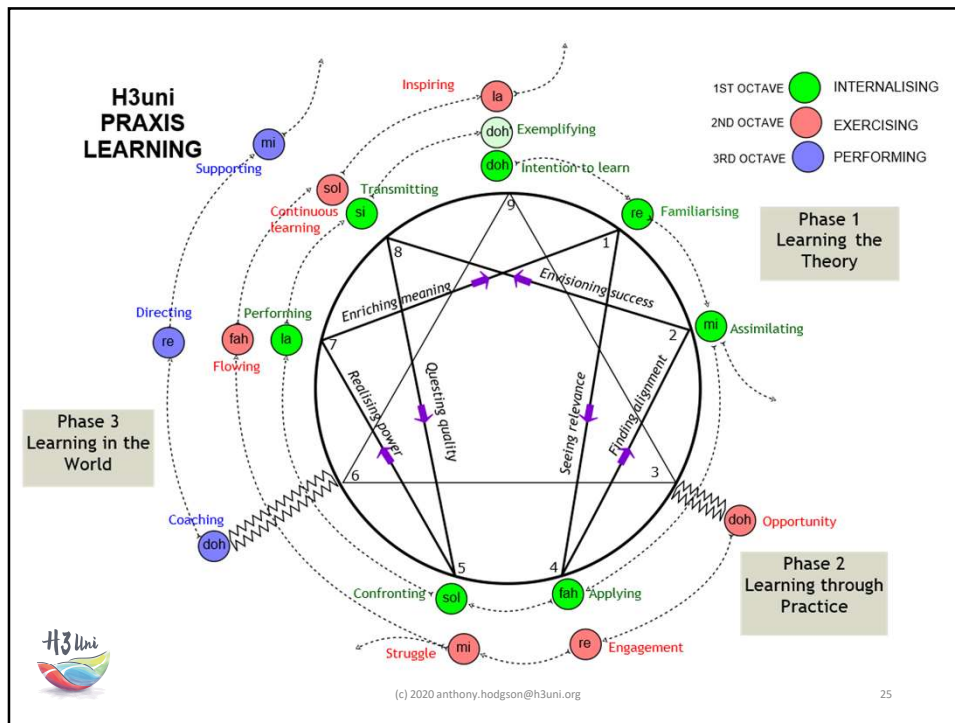 H3uni
PRAXIS
LEARNING
1ST OCTAVE INTERNALISING
2ND OCTAVE EXERCISING
3RD OCTAVE PERFORMING
Inspiring
la
doh Exemplifying
doh Intention to learn
mi
Supporting
sol
Continuous
learning
Transmitting
si
re Familiarising
Phase 1
Learning the
Theory
9
8
1
Enriching meaning
Envisioning success
Directing
re
fah
Flowing
Performing
la
7
2
mi Assimilating
Realising power
Questing quality
Seeing relevance
Finding alignment
Phase 3
Learning in the
World
6
3
Coaching
doh
doh Opportunity
5
4
Confronting sol
fah Applying
Phase 2
Learning through
Practice
Struggle mi
re Engagement
H3Uni
(c) 2020 anthony.hodgson@h3uni.org
25